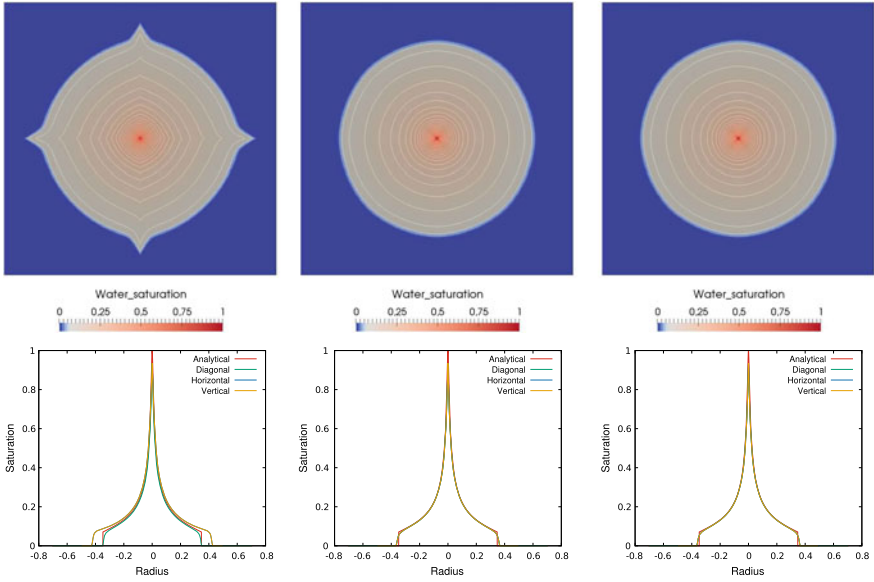 Water_saturation Water_saturation Water_saturation
0 0.25 0.5 0.75 1 0 0.25 0.5 0.75 1 0 0.25 0.5 0.75 1
Saturation
1
0.8
0.6
0.4
0.2
0
Analytical
Diagonal
Horizontal
Vertical
-0.8 -0.6 -0.4 -0.2 0 0.2 0.4 0.6 0.8
Radius
Saturation
1
0.8
0.6
0.4
0.2
0
Analytical
Diagonal
Horizontal
Vertical
-0.8 -0.6 -0.4 -0.2 0 0.2 0.4 0.6 0.8
Radius
Saturation
1
0.8
0.6
0.4
0.2
0
Analytical
Diagonal
Horizontal
Vertical
-0.8 -0.6 -0.4 -0.2 0 0.2 0.4 0.6 0.8
Radius